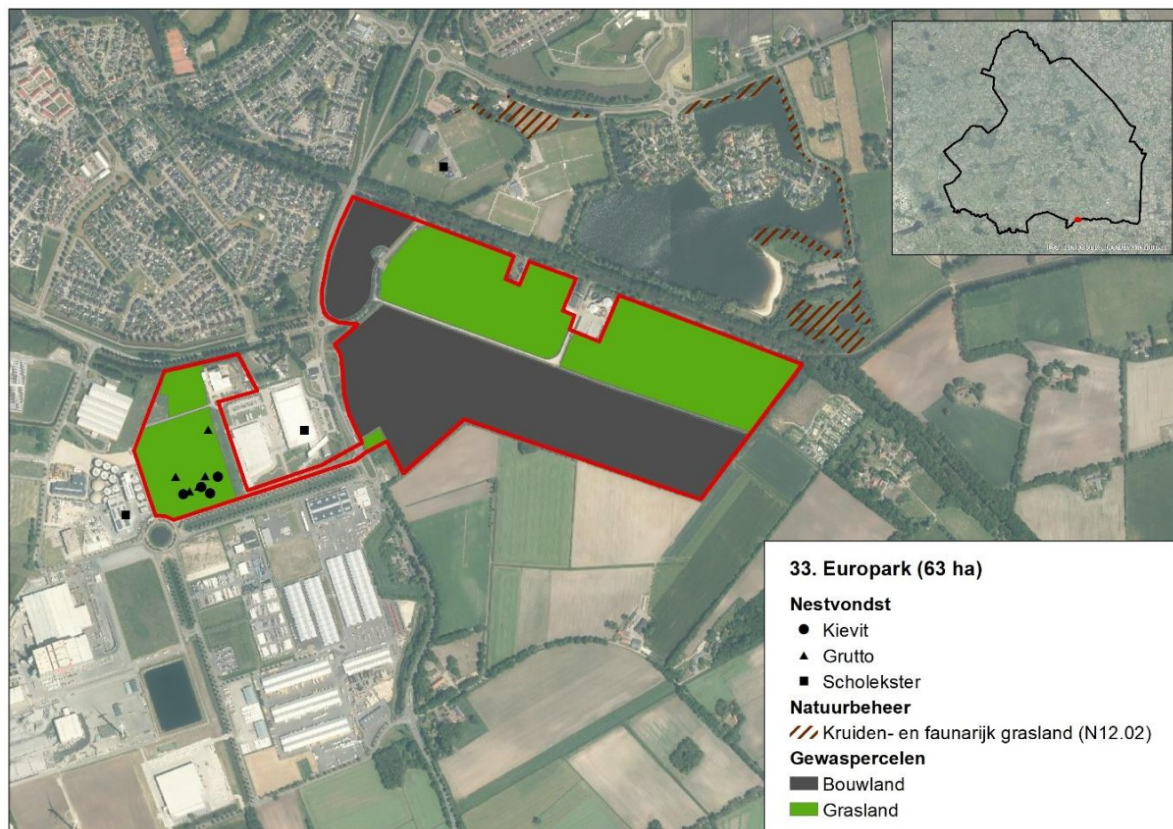 33. Europark (63 ha)
Nestvondst
Kievit
Grutto
Scholekster
Natuurbeheer
Kruiden- en faunarijk grasland (N12.02)
Gewaspercelen
Bouwland
Grasland